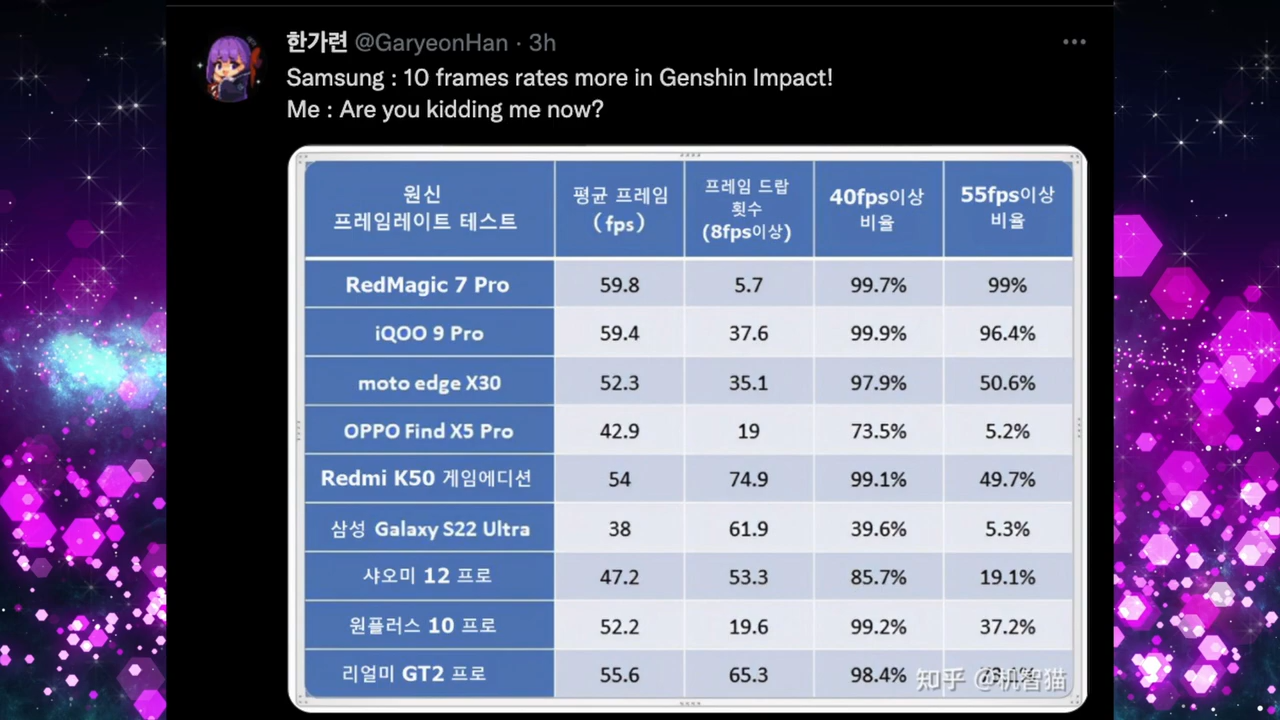 한가련 @GaryeonHan · 3h
Samsung : 10 frames rates more in Genshin Impact!
Me : Are you kidding me now?
원신
프레임레이트 테스트
평균 프레임
(fps)
프레임 드랍
횟수
(8fps이상)
40fps이상
비율
55fps이상
비율
RedMagic 7 Pro 59.8 5.7 99.7% 99%
iQOO 9 Pro 59.4 37.6 99.9% 96.4%
moto edge X30 52.3 35.1 97.9% 50.6%
OPPO Find X5 Pro 42.9 19 73.5% 5.2%
Redmi K50 게임에디션 54 74.9 99.1% 49.7%
삼성 Galaxy S22 Ultra 38 61.9 39.6% 5.3%
샤오미 12 프로 47.2 53.3 85.7% 19.1%
원플러스 10 프로 52.2 19.6 99.2% 37.2%
리얼미 GT2 프로 55.6 65.3 98.4%
知乎 @机智猫